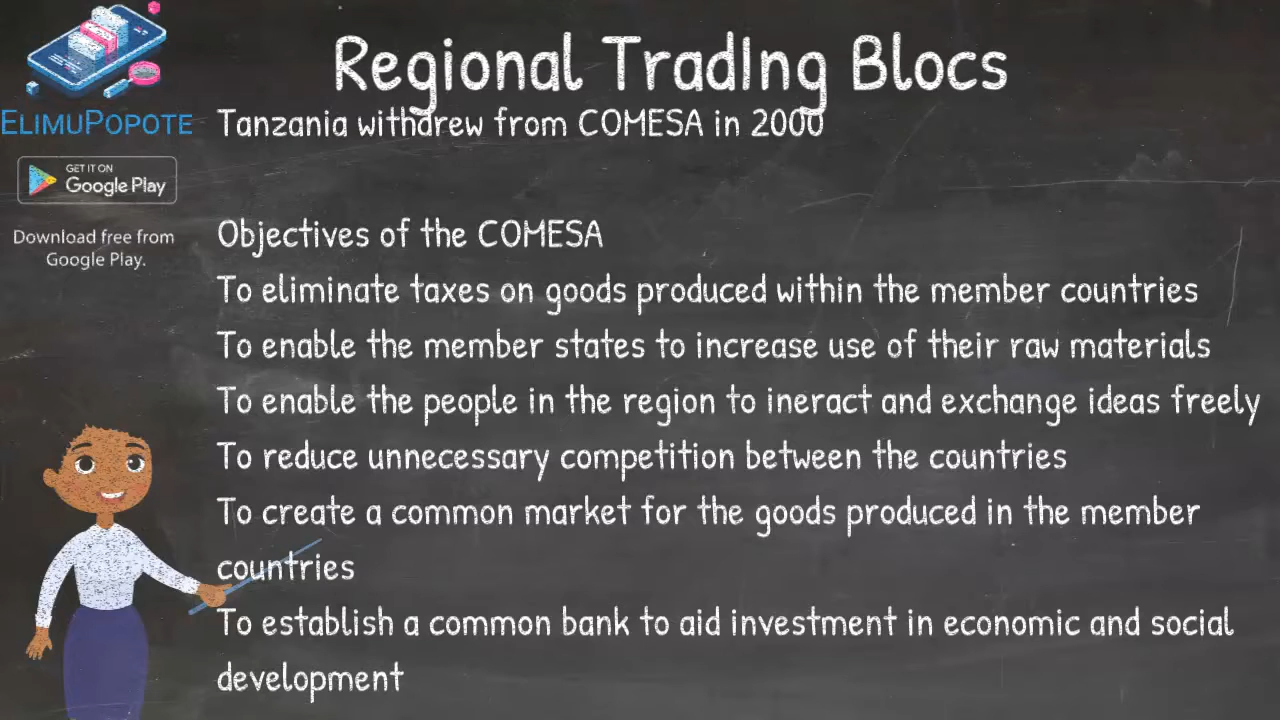 Regional TradIng Blocs
ELIMUPOPOTE
Tanzania withdrew from COMESA in 2000
GET IT ON
Google Play
Download free from
Google Play.
Objectives of the COMESA
To eliminate taxes on goods produced within the member countries
To enable the member states to increase use of their raw materials
To enable the people in the region to ineract and exchange ideas freely
To reduce unnecessary competition between the countries
To create a common market for the goods produced in the member
countries
To establish a common bank to aid investment in economic and social
development